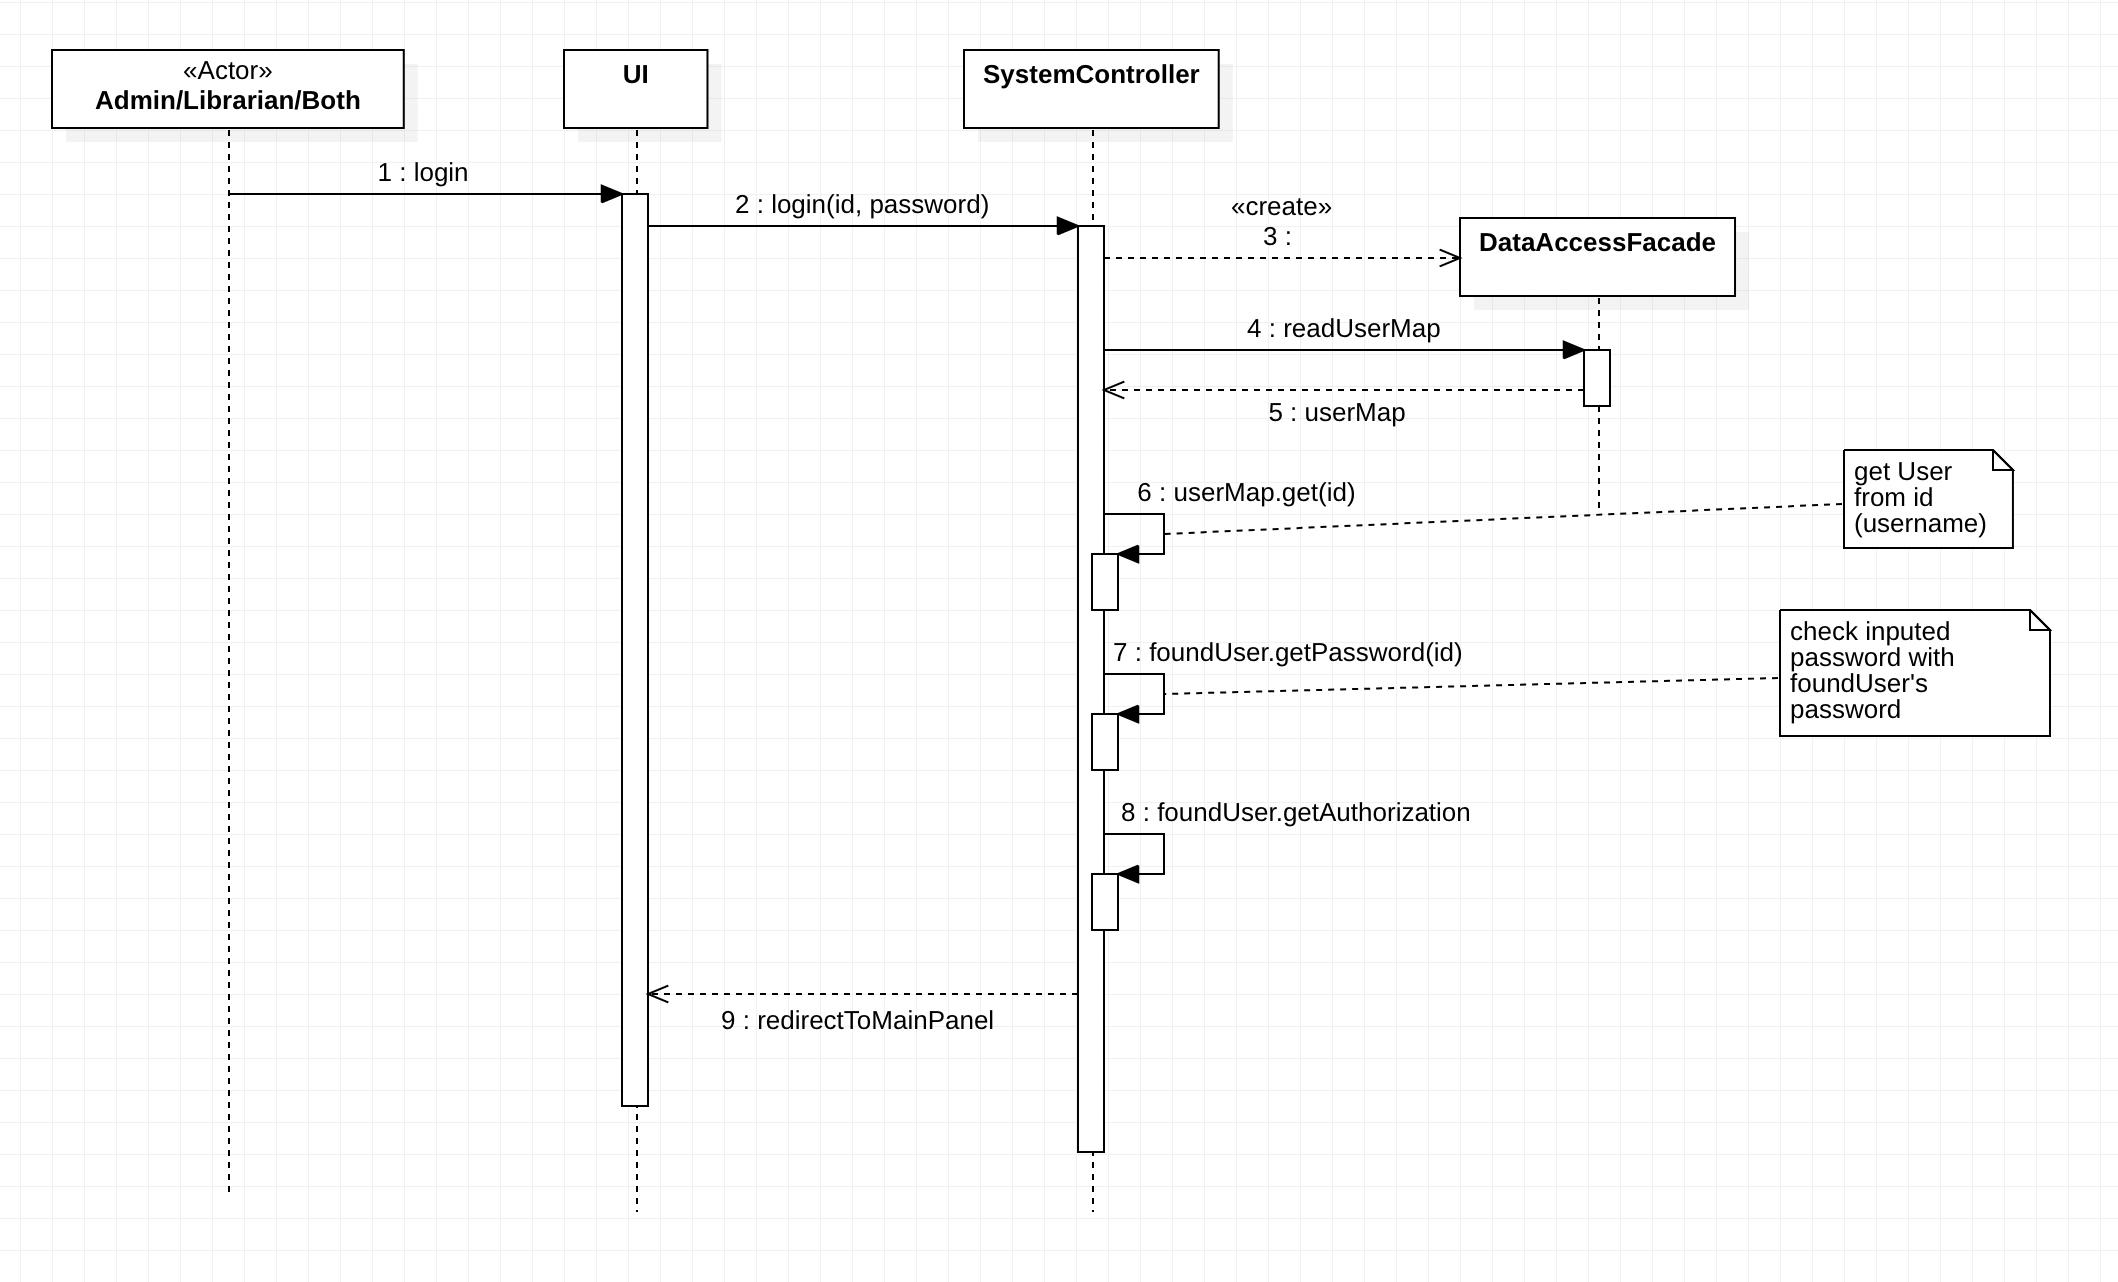 «Actor»
Admin/Librarian/Both
UI
SystemController
1 : login
2 : login(id, password)
«create»
3 :
DataAccessFacade
4 : readUserMap
5 : userMap
6 : userMap.get(id)
get User
from id
(username)
7 : foundUser.getPassword(id)
check inputed
password with
foundUser's
password
8 : foundUser.getAuthorization
9 : redirectToMainPanel